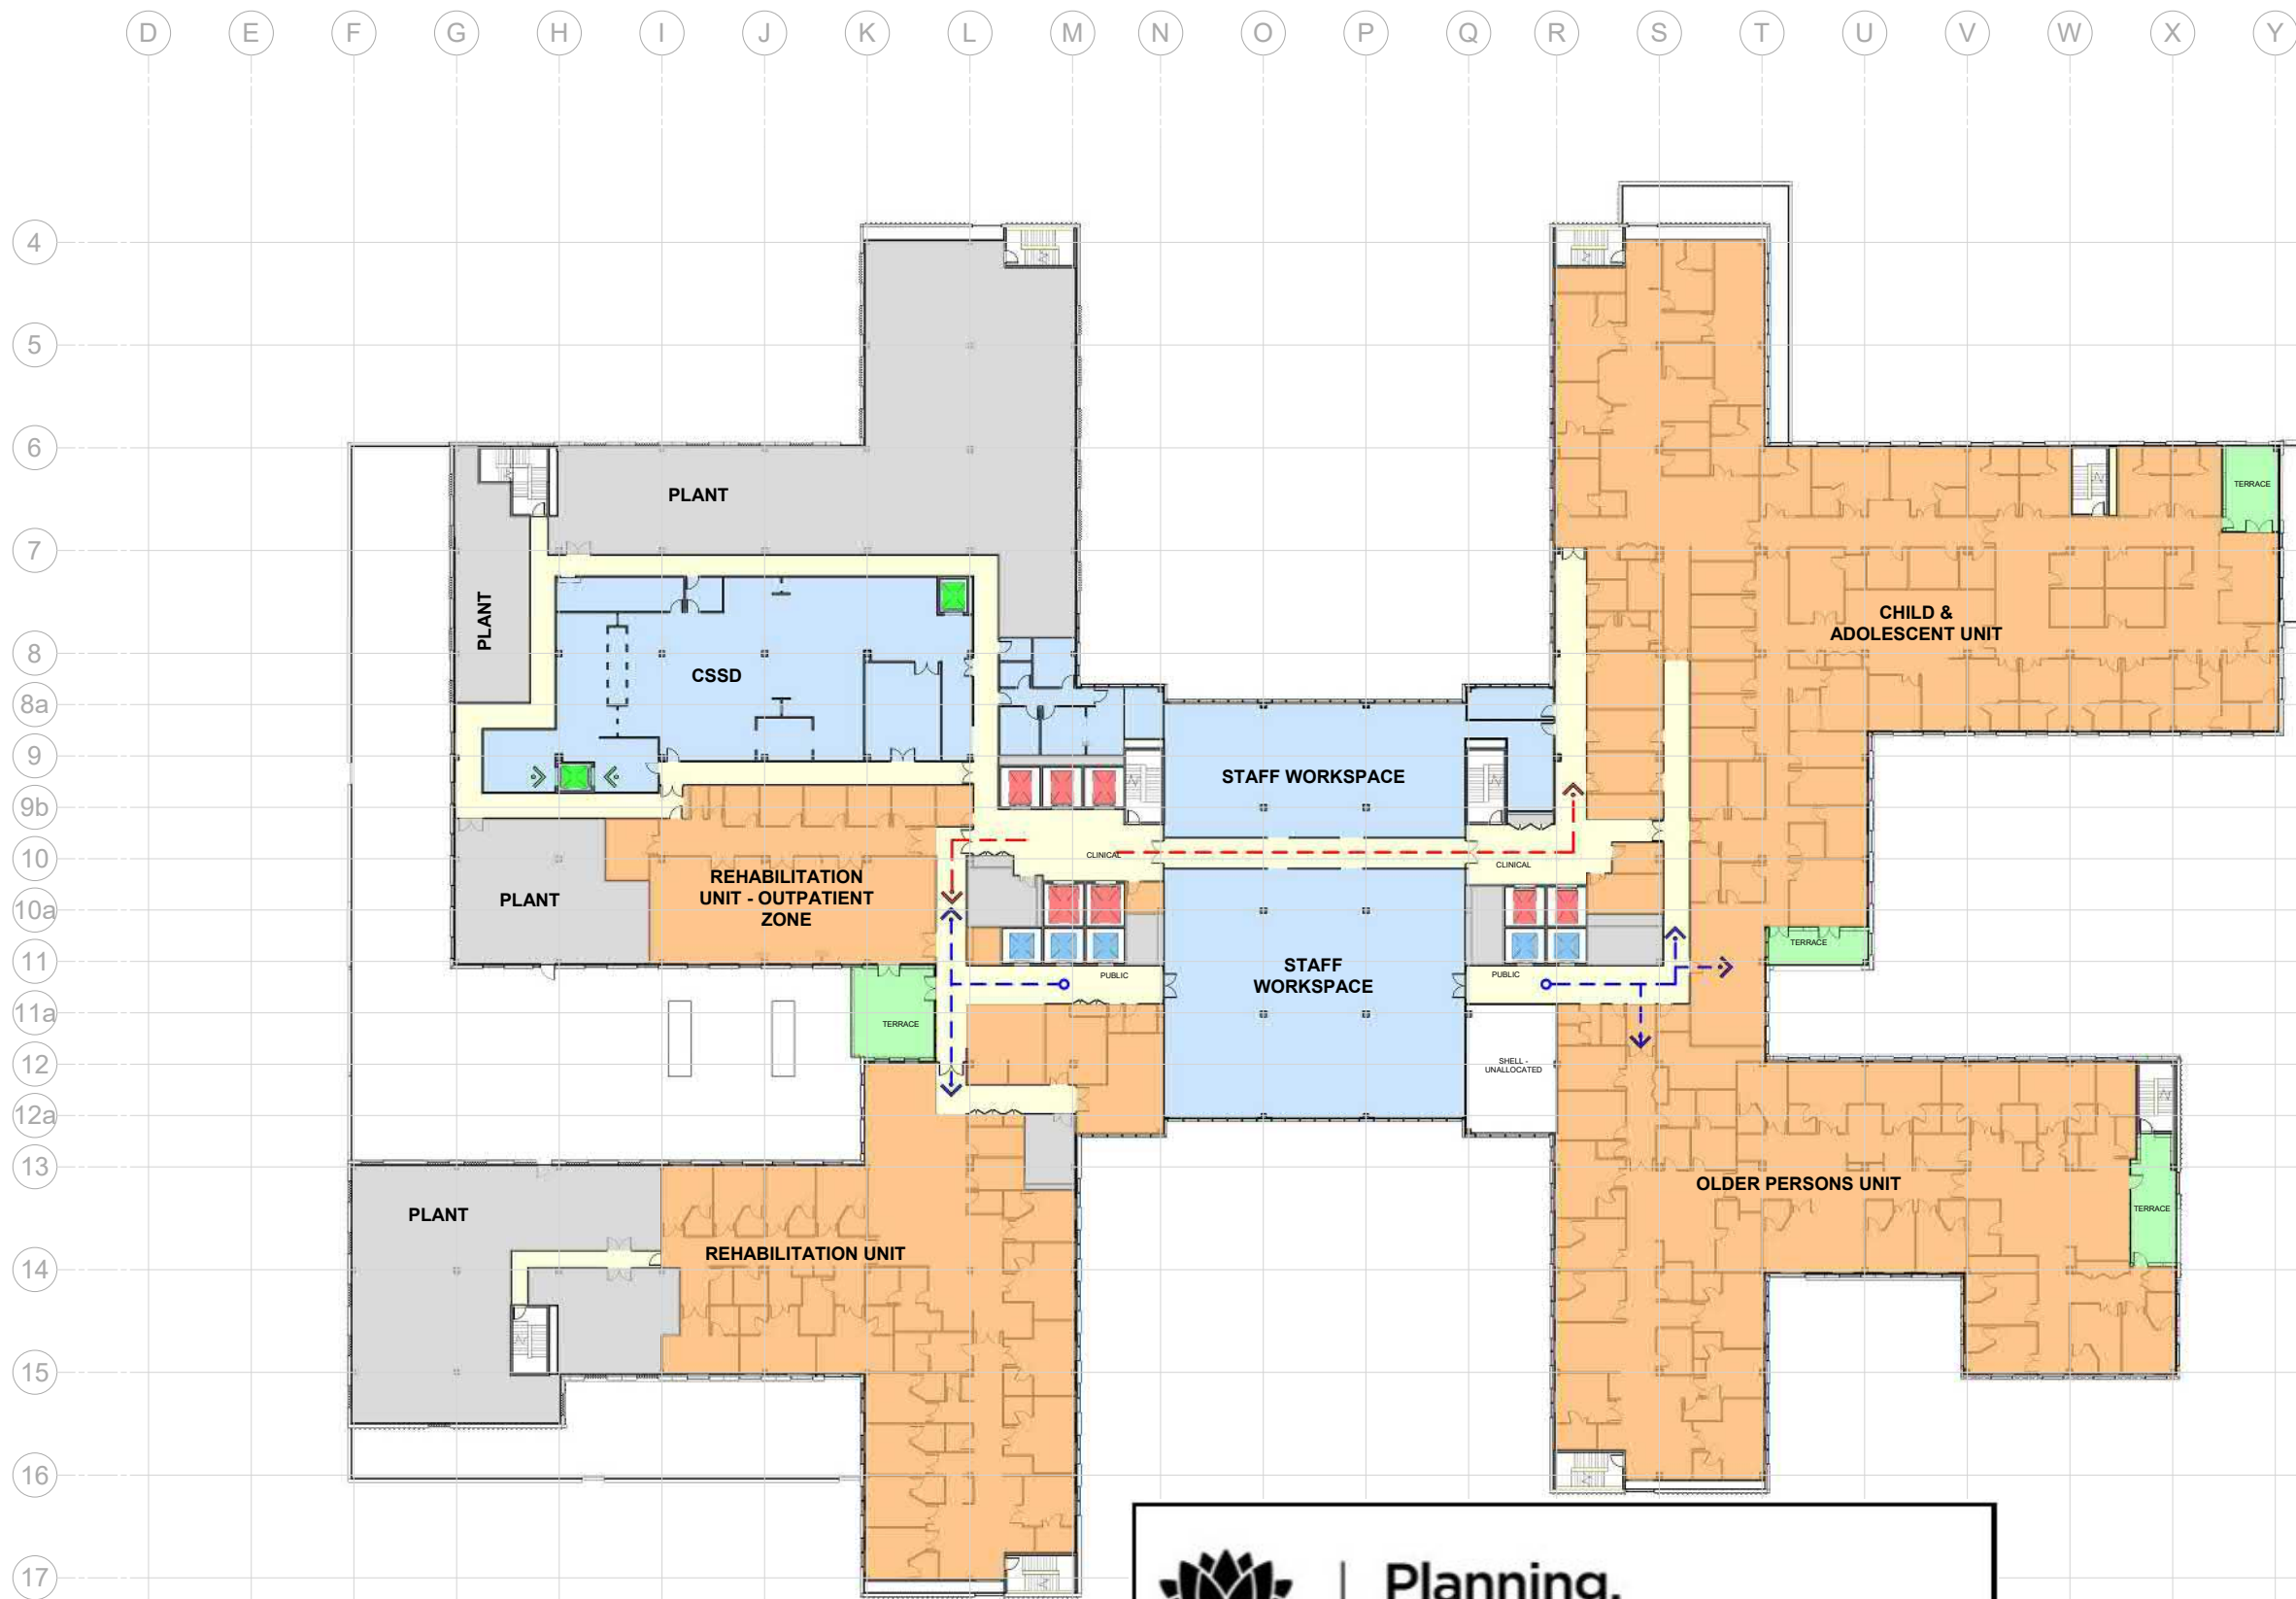 D E F G H I J K L M N O P Q R S T U V W X Y
4
5
6
PLANT
TERRACE
7
PLANT
CHILD &
ADOLESCENT UNIT
8
CSSD
8a
9
STAFF WORKSPACE
9b
10
CLINICAL
CLINICAL
REHABILITATION
UNIT - OUTPATIENT
ZONE
PLANT
10a
TERRACE
11
STAFF
WORKSPACE
PUBLIC
PUBLIC
11a
TERRACE
12
SHELL -
UNALLOCATED
12a
13
OLDER PERSONS UNIT
PLANT
TERRACE
REHABILITATION UNIT
14
15
16
17
Planning,